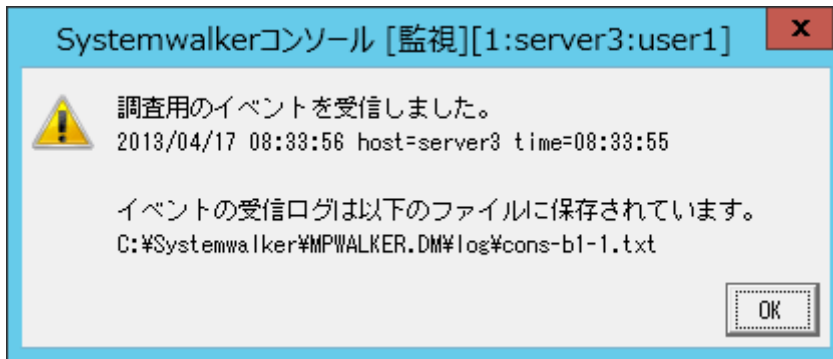 Systemwalkerコンソール [監視][1:server3:user1]
調査用のイベントを受信しました。
2013/04/17 08:33:56 host=server3 time=08:33:55
イベントの受信ログは以下のファイルに保存されています。
C:¥Systemwalker¥MPWALKER.DM¥log¥cons-b1-1.txt
OK